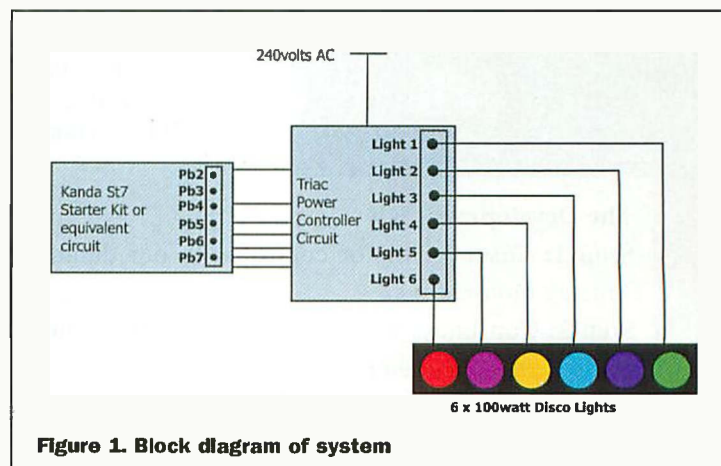 240volts AC
Kanda St7
Starter Kit or
equivalent
circuit
Pb2
Pb3
Pb4
Pb5
Pb6
Pb7
Triac
Power
Controller
Circuit
Light 1
Light 2
Light 3
Light 4
Light 5
Light 6
6 x 100watt Disco Lights
Figure 1. Block diagram of system